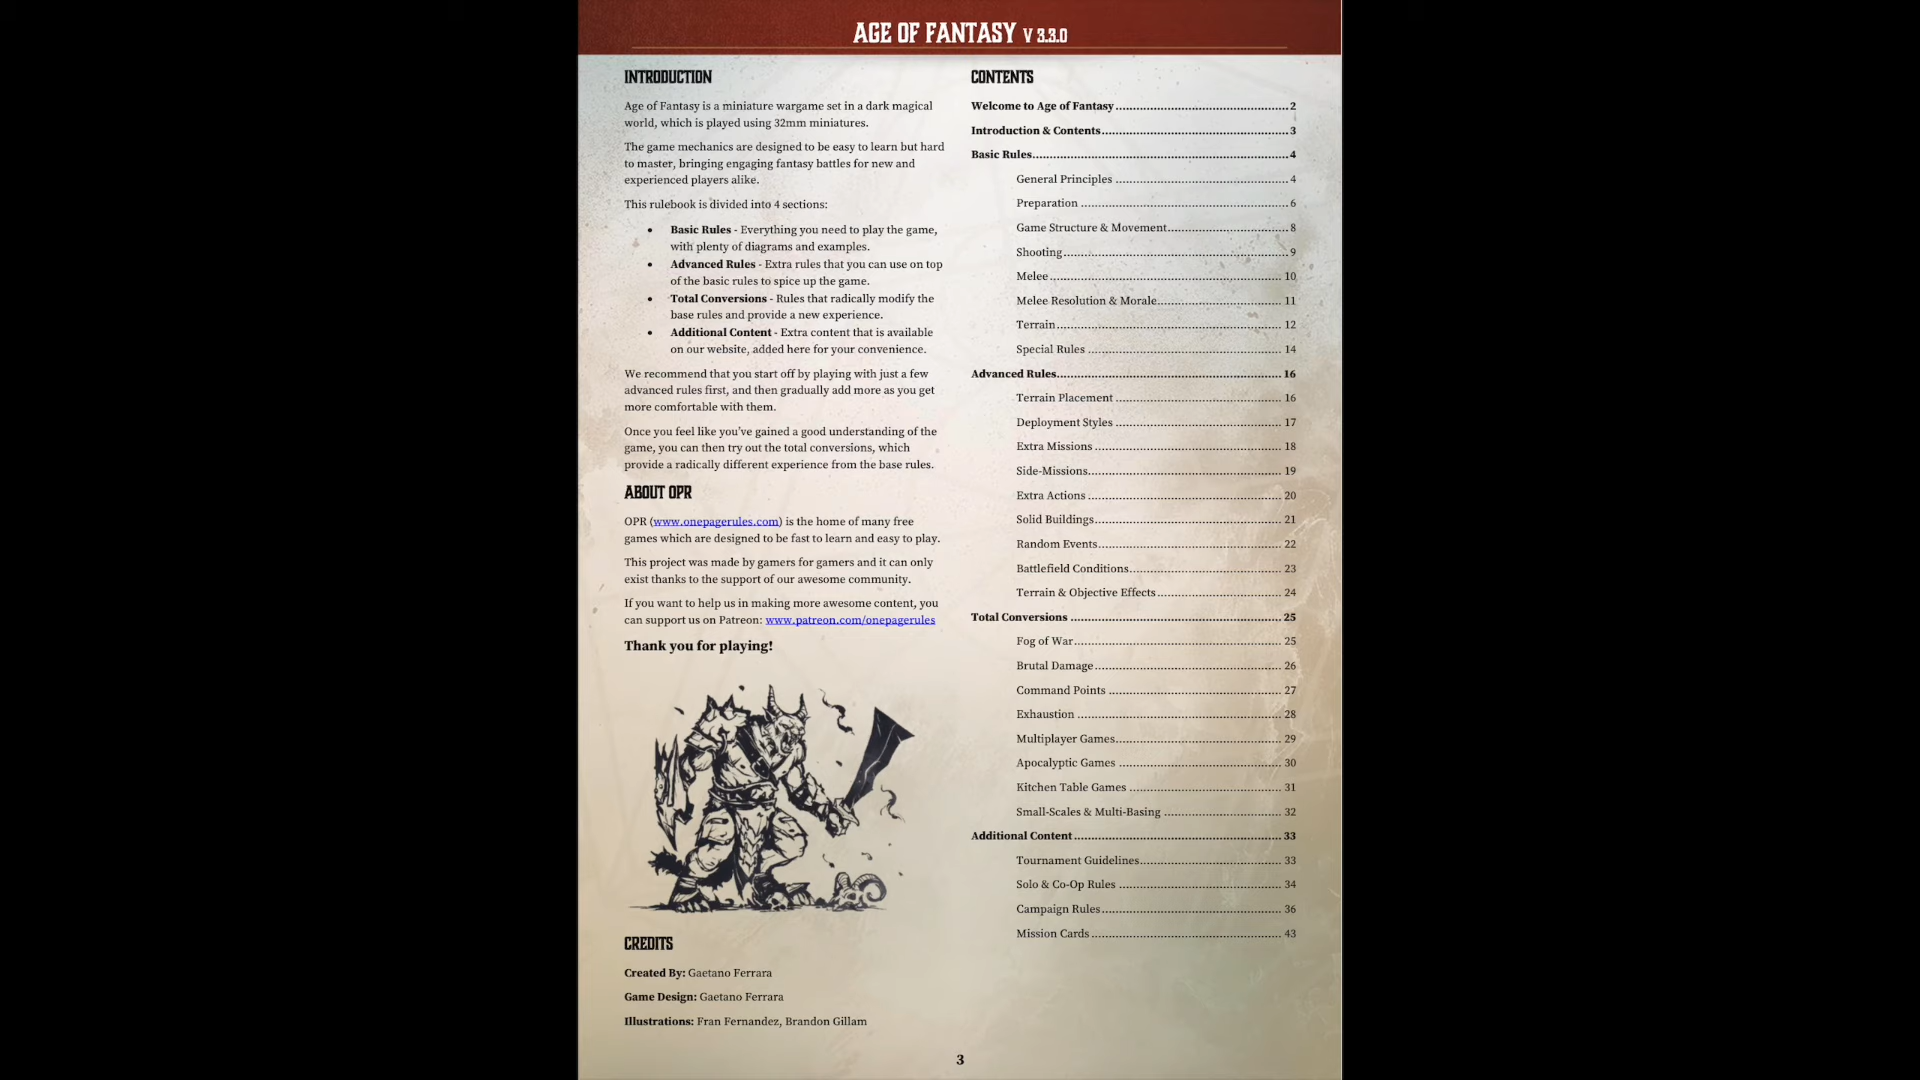 AGE OF FANTASY V 3.3.0
INTRODUCTION
Age of Fantasy is a miniature wargame set in a dark magical
world, which is played using 32mm miniatures.
The game mechanics are designed to be easy to learn but hard
to master, bringing engaging fantasy battles for new and
experienced players alike.
This rulebook is divided into 4 sections:
• Basic Rules - Everything you need to play the game,
with plenty of diagrams and examples.
• Advanced Rules - Extra rules that you can use on top
of the basic rules to spice up the game.
• Total Conversions - Rules that radically modify the
base rules and provide a new experience.
• Additional Content - Extra content that is available
on our website, added here for your convenience.
We recommend that you start off by playing with just a few
advanced rules first, and then gradually add more as you get
more comfortable with them.
Once you feel like you've gained a good understanding of the
game, you can then try out the total conversions, which
provide a radically different experience from the base rules.
ABOUT OPR
OPR (www.onepagerules.com) is the home of many free
games which are designed to be fast to learn and easy to play.
This project was made by gamers for gamers and it can only
exist thanks to the support of our awesome community.
If you want to help us in making more awesome content, you
can support us on Patreon: www.patreon.com/onepagerules
Thank you for playing!
CREDITS
Created By: Gaetano Ferrara
Game Design: Gaetano Ferrara
Illustrations: Fran Fernandez, Brandon Gillam
CONTENTS
Welcome to Age of Fantasy 2
Introduction & Contents 3
Basic Rules 4
General Principles 4
Preparation 6
Game Structure & Movement 8
Shooting 9
Melee 10
Melee Resolution & Morale 11
Terrain 12
Special Rules 14
Advanced Rules 16
Terrain Placement 16
Deployment Styles 17
Extra Missions 18
Side-Missions 19
Extra Actions 20
Solid Buildings 21
Random Events 22
Battlefield Conditions 23
Terrain & Objective Effects 24
Total Conversions 25
Fog of War 25
Brutal Damage 26
Command Points 27
Exhaustion 28
Multiplayer Games 29
Apocalyptic Games 30
Kitchen Table Games 31
Small-Scales & Multi-Basing 32
Additional Content 33
Tournament Guidelines 33
Solo & Co-Op Rules 34
Campaign Rules 36
Mission Cards 43
3